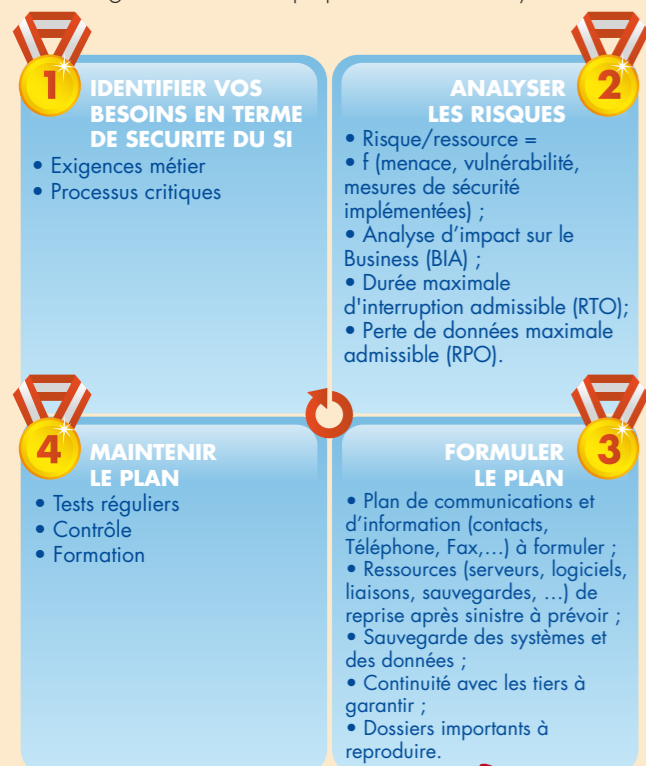 1
IDENTIFIER VOS
BESOINS EN TERME
DE SECURITE DU SI
• Exigences métier
• Processus critiques
2
ANALYSER
LES RISQUES
• Risque/ressource =
• f (menace, vulnérabilité,
mesures de sécurité
implémentées) ;
• Analyse d’impact sur le
Business (BIA) ;
• Durée maximale
d'interruption admissible (RTO);
• Perte de données maximale
admissible (RPO).
3
FORMULER
LE PLAN
• Plan de communications et
d’information (contacts,
Téléphone, Fax,…) à formuler ;
• Ressources (serveurs, logiciels,
liaisons, sauvegardes, …) de
reprise après sinistre à prévoir ;
• Sauvegarde des systèmes et
des données ;
• Continuité avec les tiers à
garantir ;
• Dossiers importants à
reproduire.
4
MAINTENIR
LE PLAN
• Tests réguliers
• Contrôle
• Formation